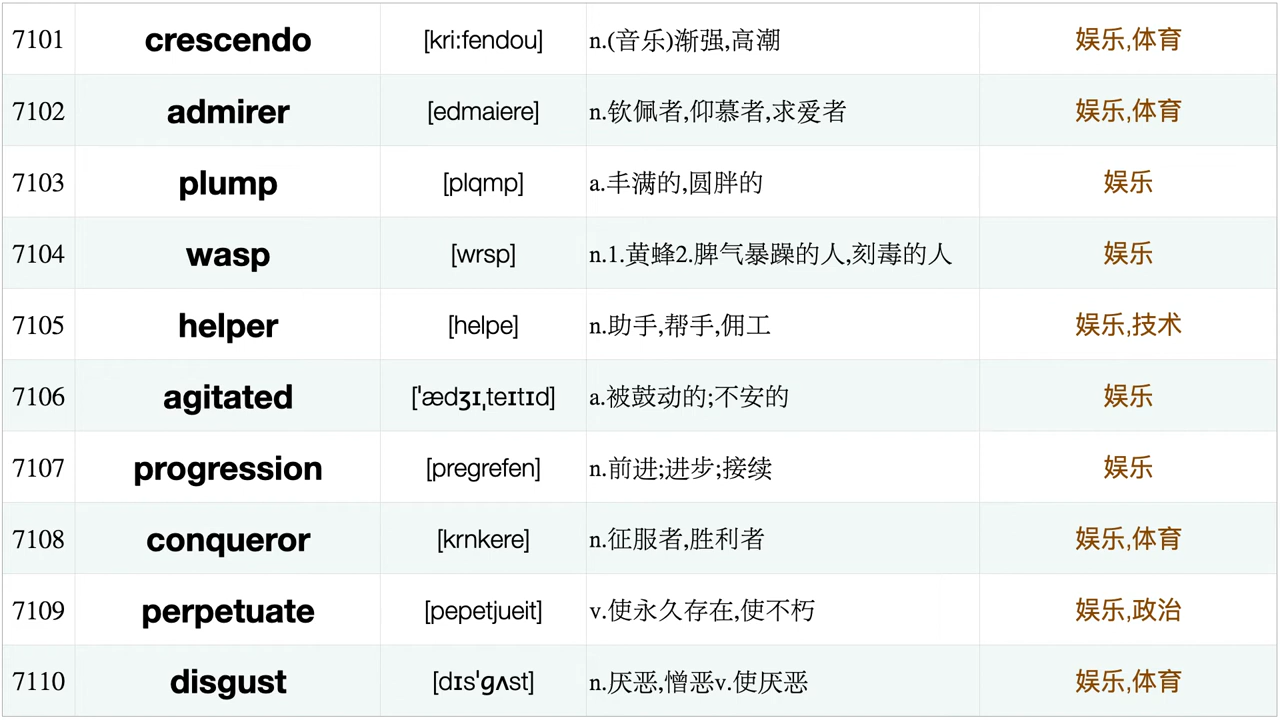 7101 crescendo [kri:fendou] n.(音乐)渐强,高潮 娱乐,体育
7102 admirer [edmaiere] n.钦佩者,仰慕者,求爱者 娱乐,体育
7103 plump [plqmp] a.丰满的,圆胖的 娱乐
7104 wasp [wrsp] n.1.黄蜂2.脾气暴躁的人,刻毒的人 娱乐
7105 helper [helpe] n.助手,帮手,佣工 娱乐,技术
7106 agitated [ˈædʒɪˌteɪtɪd] a.被鼓动的;不安的 娱乐
7107 progression [pregrefen] n.前进;进步;接续 娱乐
7108 conqueror [krnkere] n.征服者,胜利者 娱乐,体育
7109 perpetuate [pepetjueit] v.使永久存在,使不朽 娱乐,政治
7110 disgust [dɪsˈɡʌst] n.厌恶,憎恶v.使厌恶 娱乐,体育